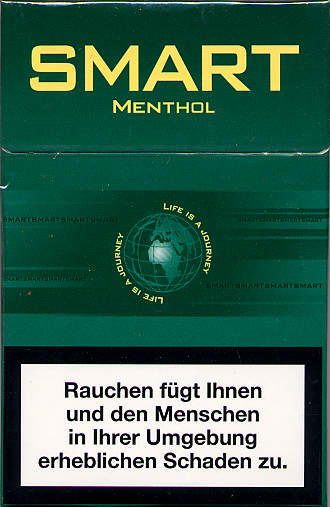 SMART
MENTHOL
LIFE IS A JOURNEY
SMARTSMARTSMARTSMART
LIFE IS A JOURNEY
SMARTSMARTSMARTSMART
Rauchen fügt Ihnen
und den Menschen
in Ihrer Umgebung
erheblichen Schaden zu.